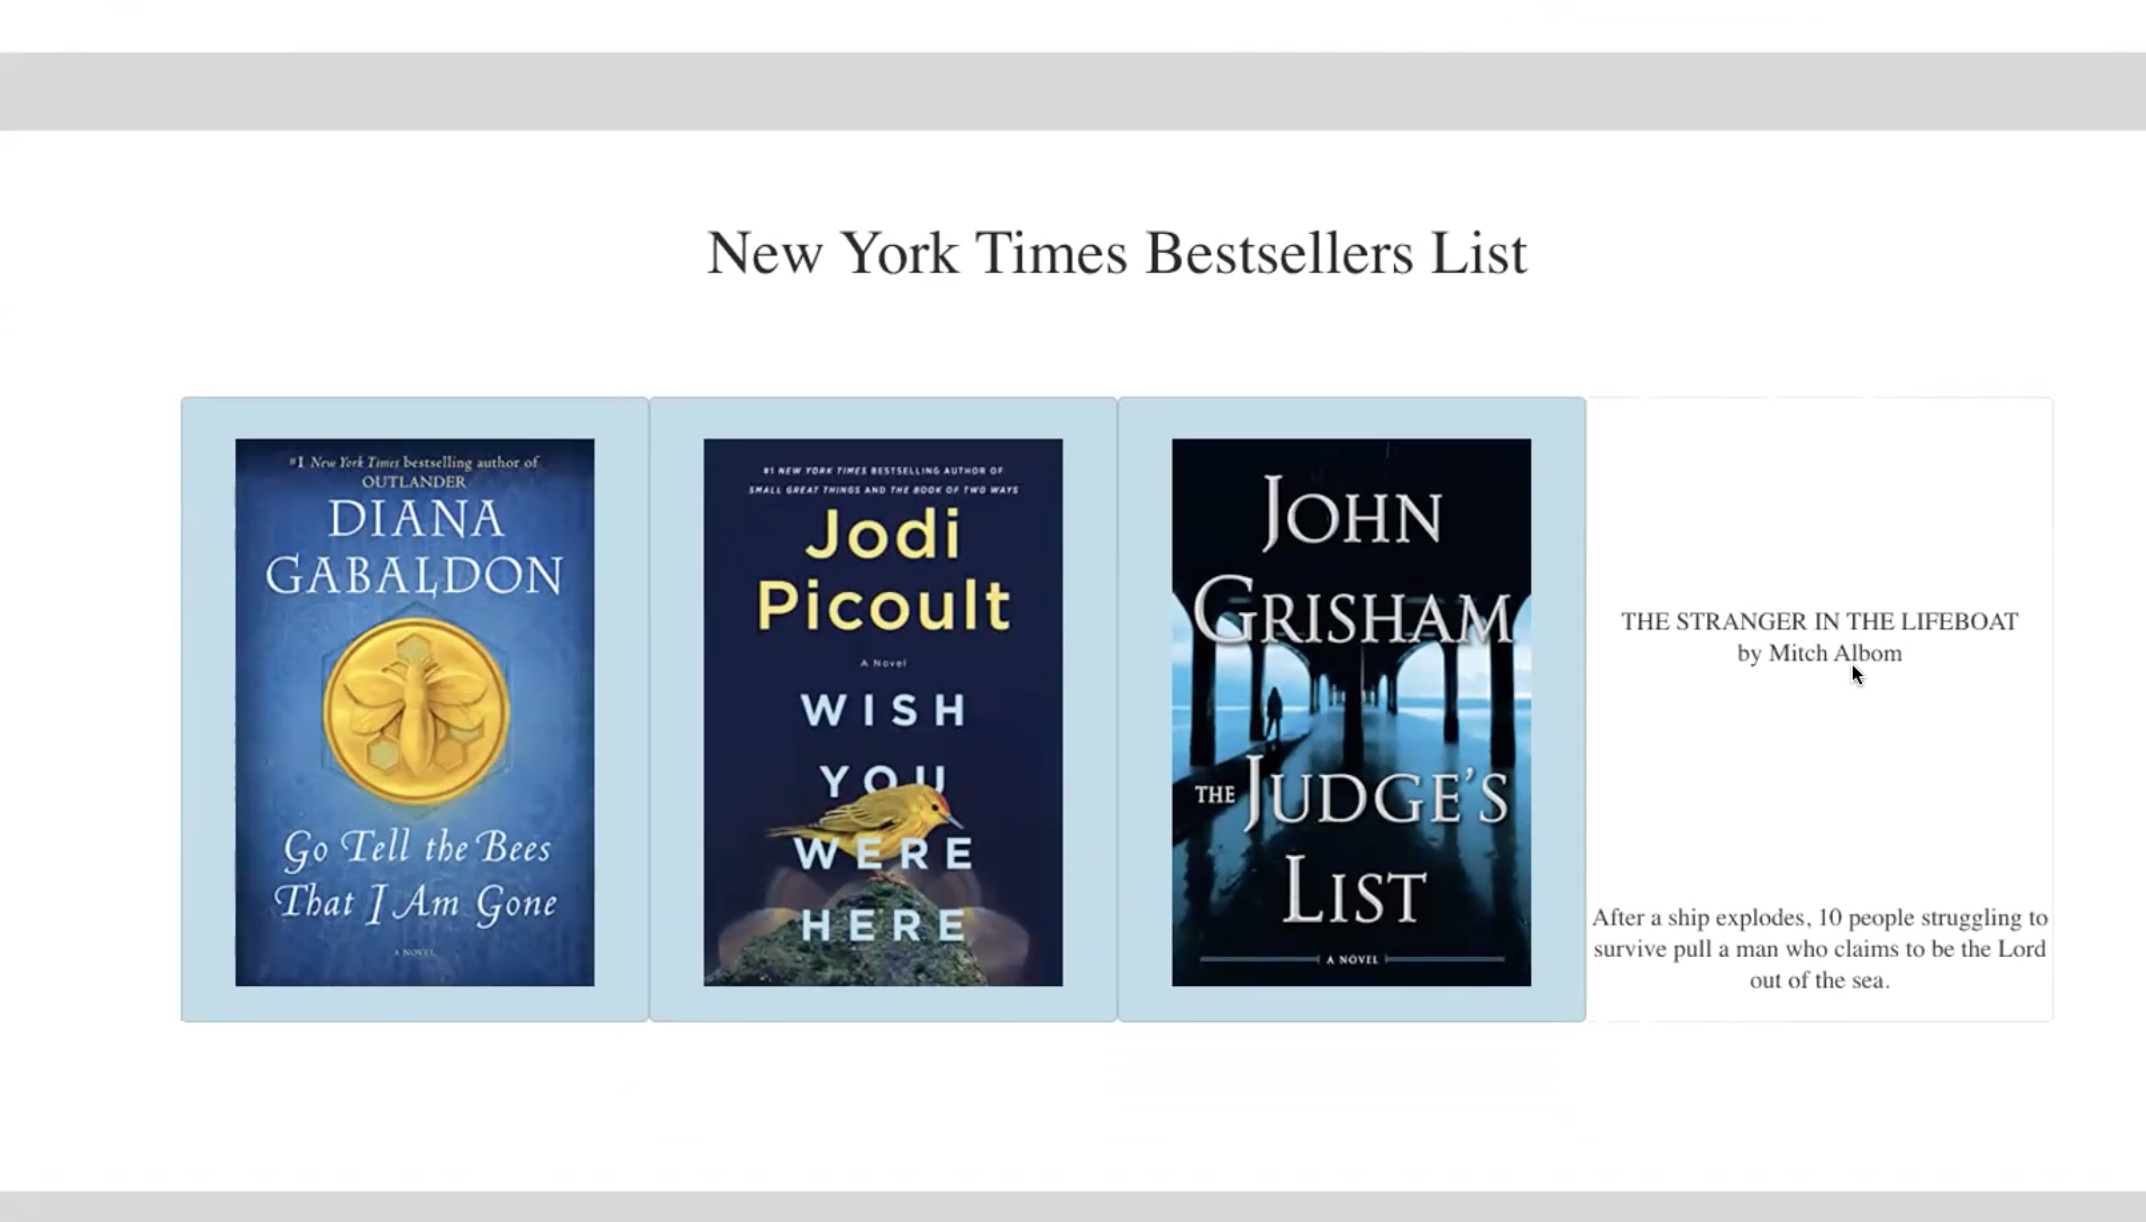 New York Times Bestsellers List
#1 New York Times bestselling author of
OUTLANDER
DIANA
GABALDON
Go Tell the Bees
That I Am Gone
A NOVEL
#1 NEW YORK TIMES BESTSELLING AUTHOR OF
SMALL GREAT THINGS AND THE BOOK OF TWO WAYS
Jodi
Picoult
A Novel
WISH
YOU
WERE
HERE
JOHN
GRISHAM
THE JUDGE'S
LIST
A NOVEL
THE STRANGER IN THE LIFEBOAT
by Mitch Albom
After a ship explodes, 10 people struggling to
survive pull a man who claims to be the Lord
out of the sea.